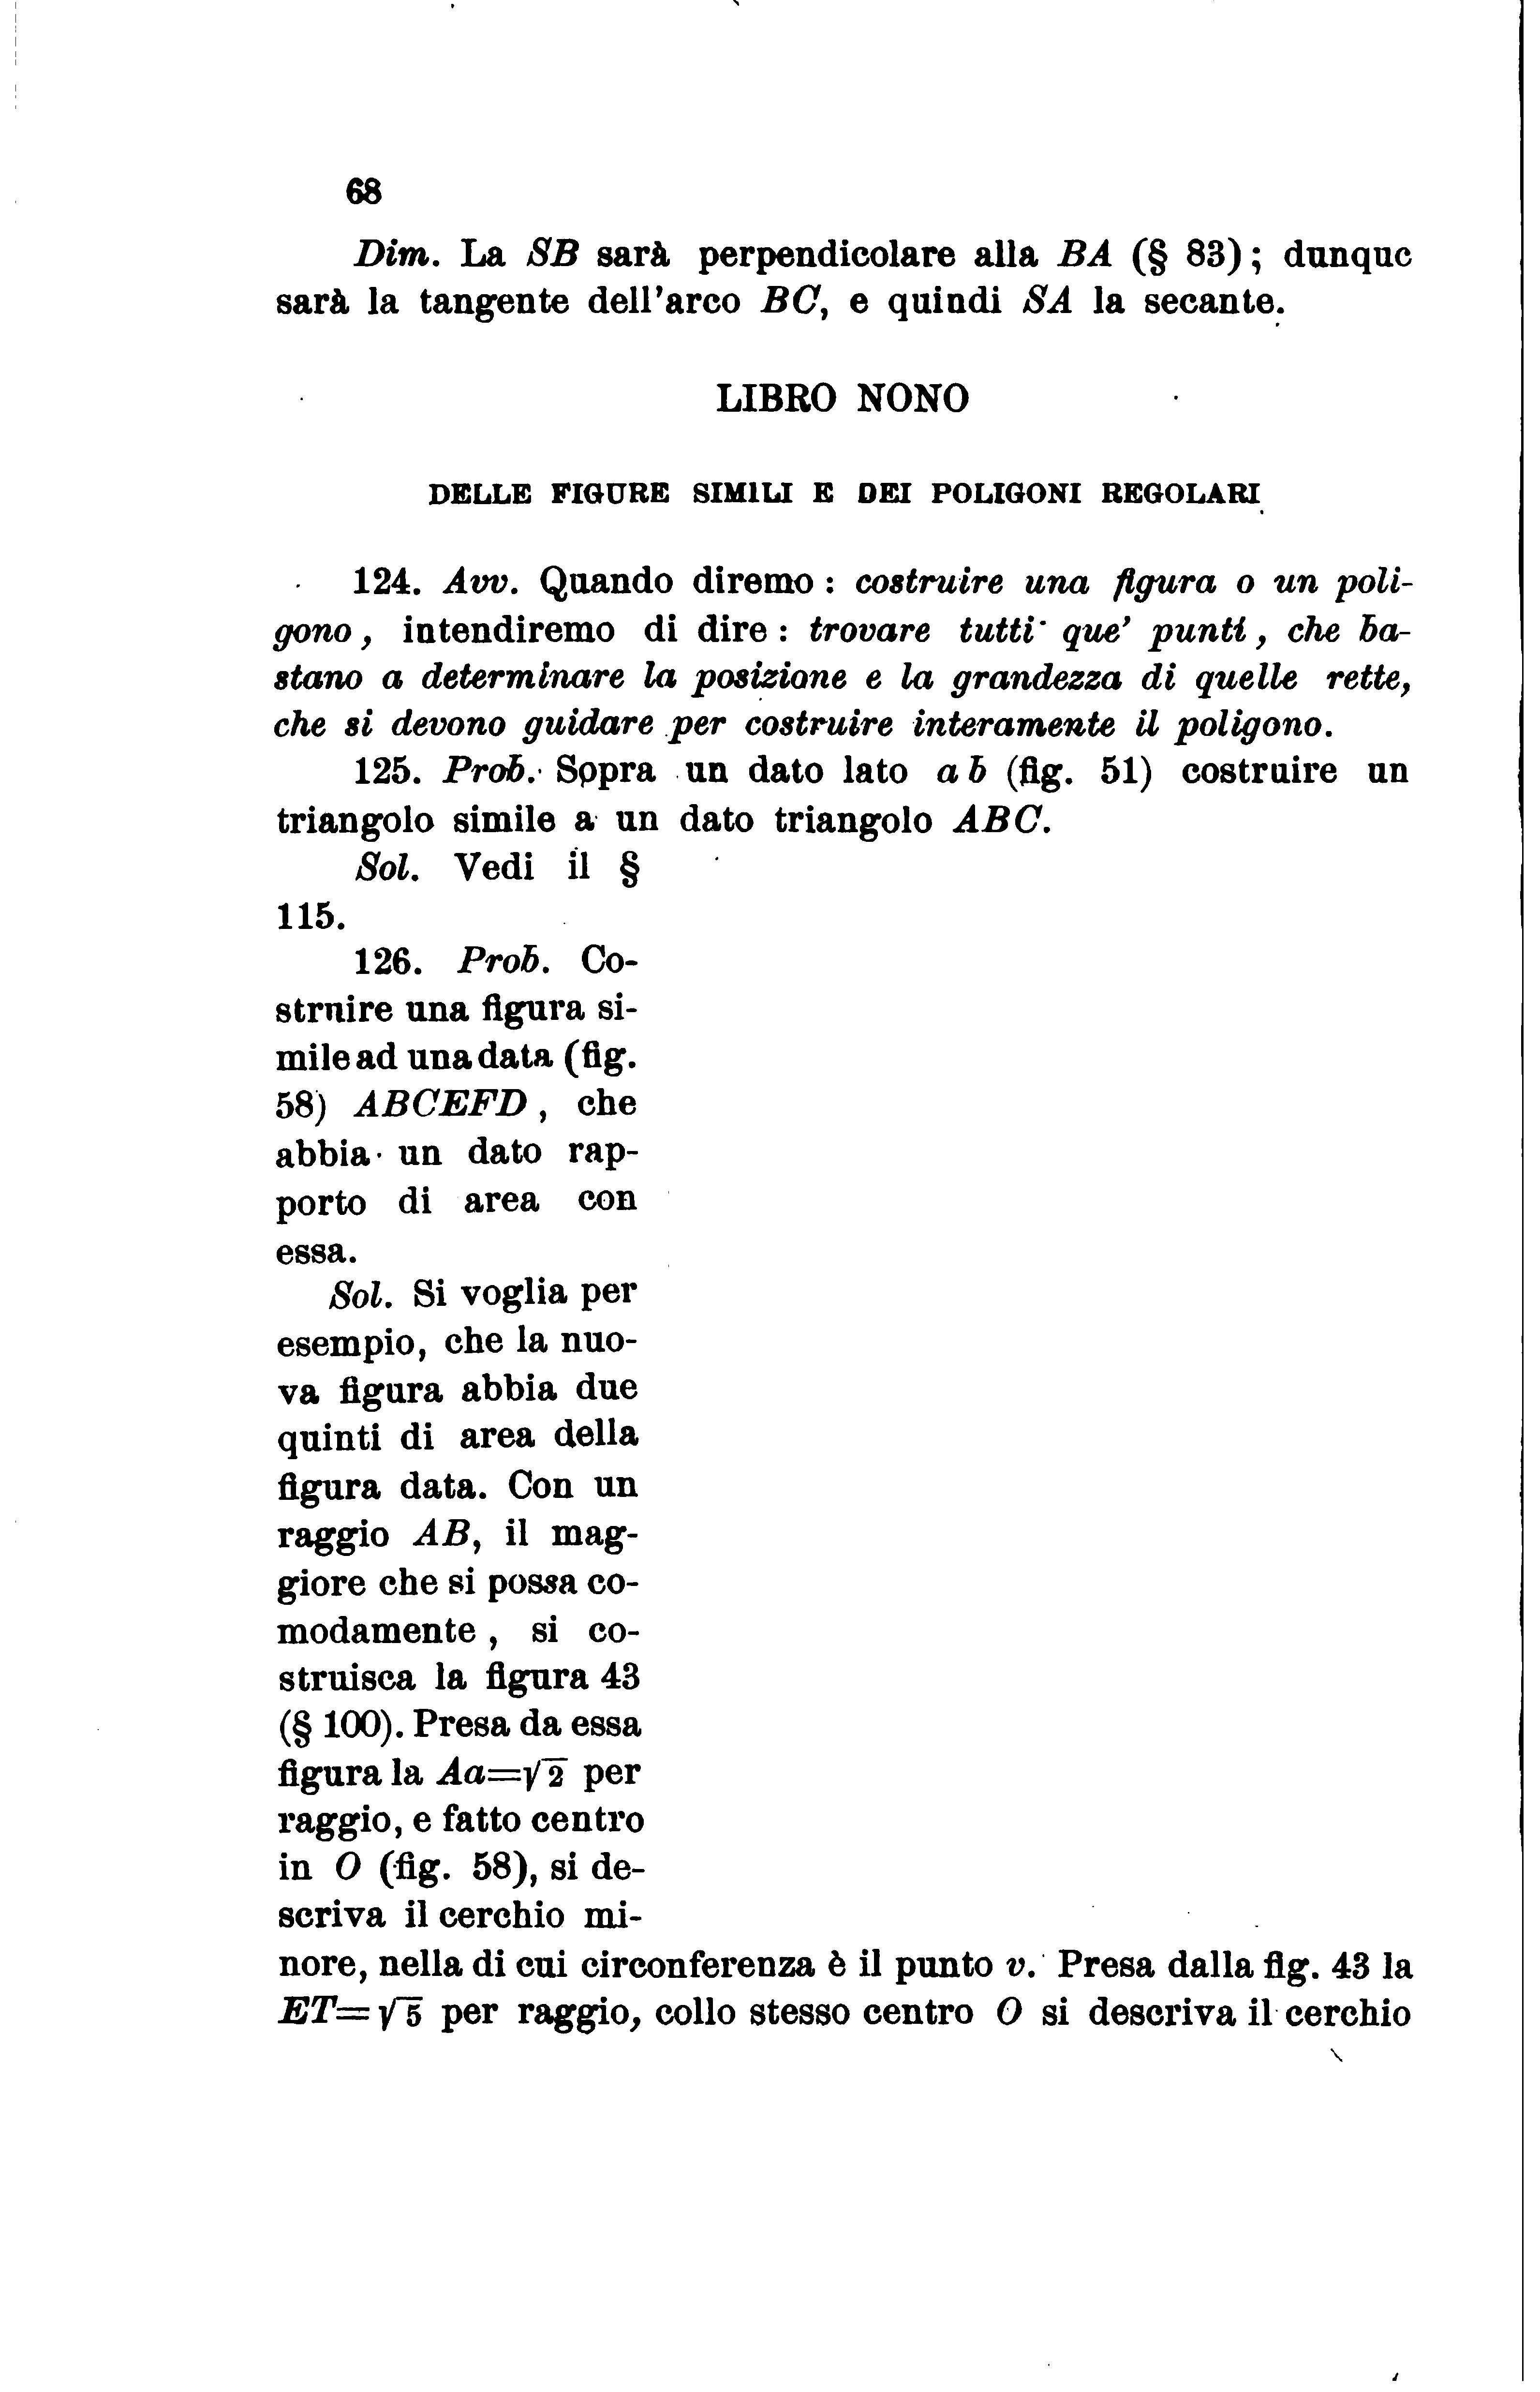 68
Dim. La SB sarà perpendicolare alla BA (§ 83); dunque
sarà la tangente dell'arco BC, e quindi SA la secante.
LIBRO NONO
DELLE FIGURE SIMILI E DEI POLIGONI REGOLARI
124. Avv. Quando diremo : costruire una figura o un poli-
gono, intendiremo di dire : trovare tutti que' punti, che ba-
stano a determinare la posizione e la grandezza di quelle rette,
che si devono guidare per costruire interamente il poligono.
125. Prob. Sopra un dato lato a b (fig. 51) costruire un
triangolo simile a un dato triangolo ABC.
Sol. Vedi il §
115.
126. Prob. Co-
strnire una figura si-
mile ad una data (fig.
58) ABCEFD, che
abbia un dato rap-
porto di area con
essa.
Sol. Si voglia per
esempio, che la nuo-
va figura abbia due
quinti di area della
figura data. Con un
raggio AB, il mag-
giore che si possa co-
modamente, si co-
struisca la figura 43
(§ 100). Presa da essa
figura la Aa=√2 per
raggio, e fatto centro
in O (fig. 58), si de-
scriva il cerchio mi-
nore, nella di cui circonferenza è il punto v. Presa dalla fig. 43 la
ET=√5 per raggio, collo stesso centro O si descriva il cerchio